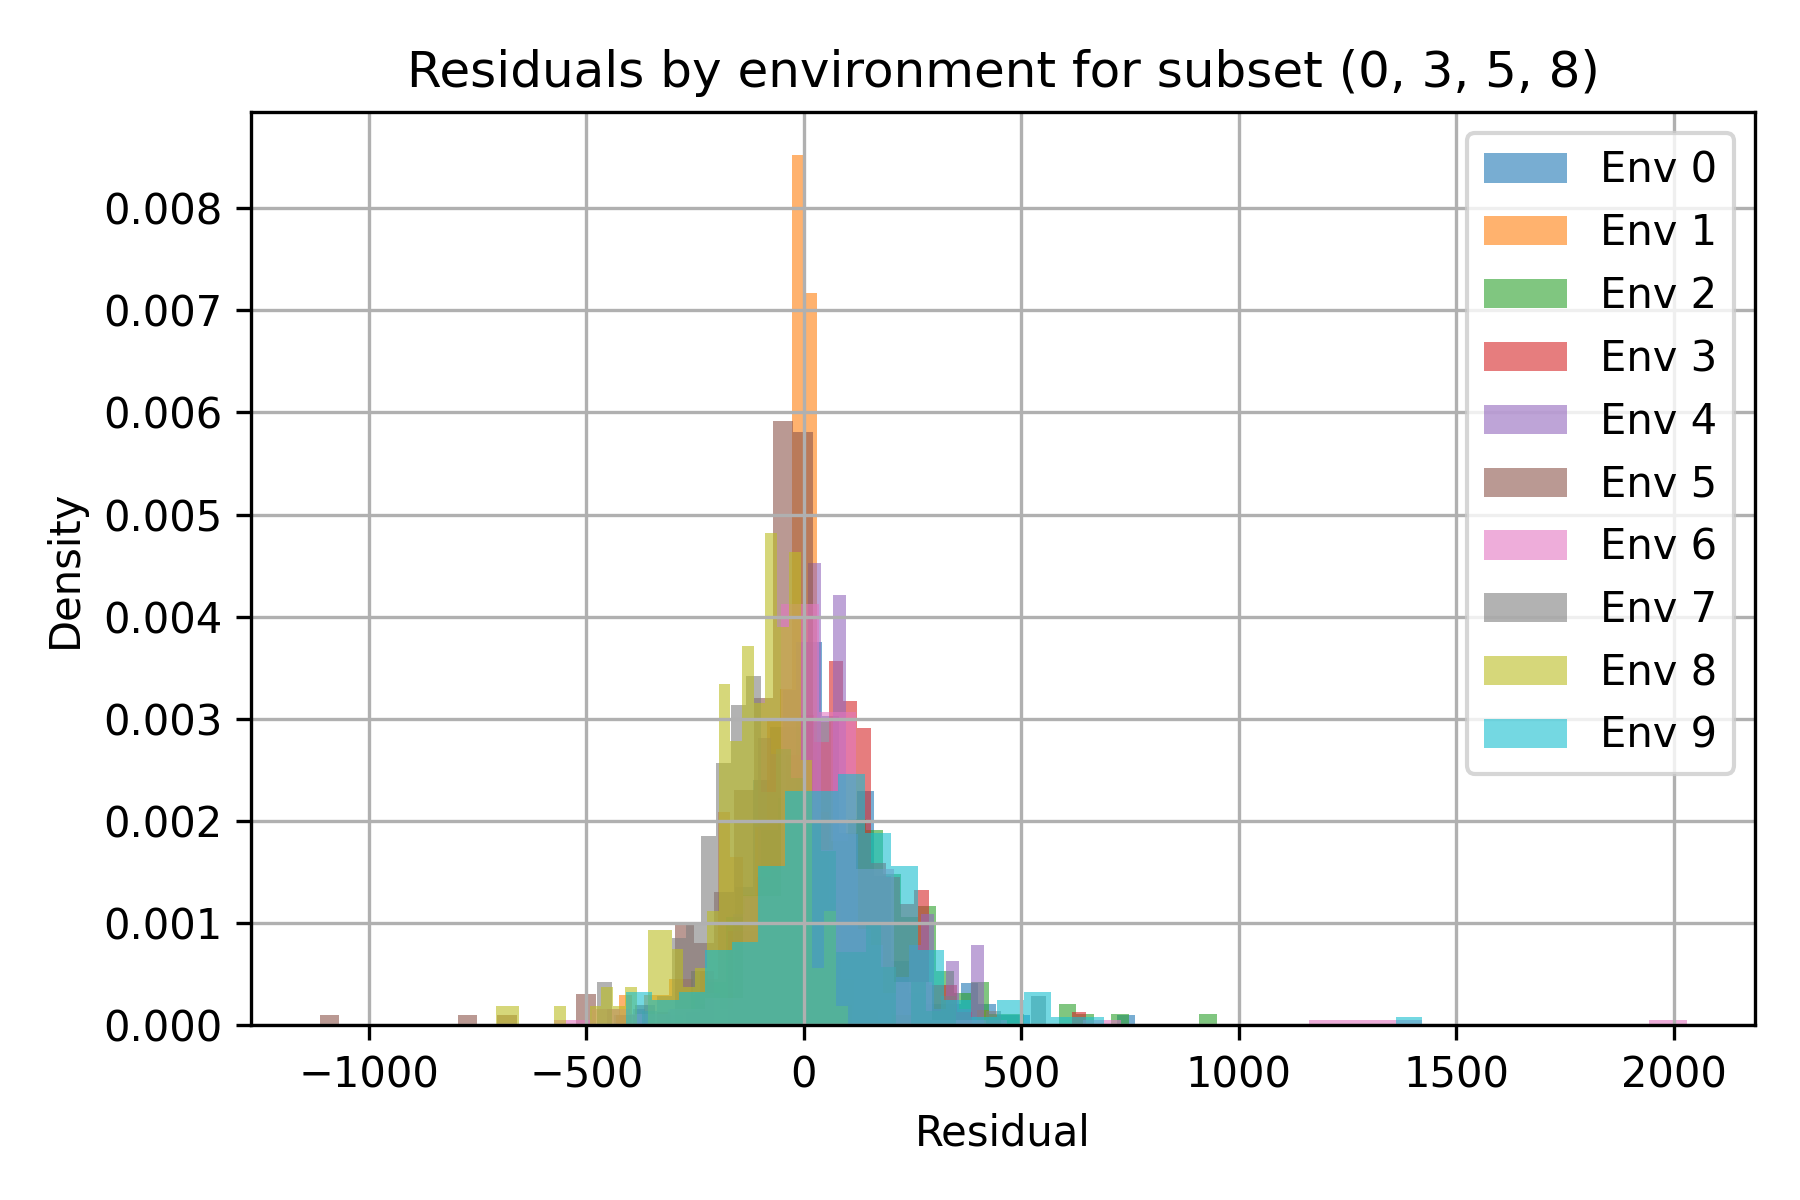 Residuals by environment for subset (0, 3, 5, 8)
Env 0
Env 1
Env 2
Env 3
Env 4
Env 5
Env 6
Env 7
Env 8
Env 9
Density
0.008
0.007
0.006
0.005
0.004
0.003
0.002
0.001
0.000
−1000 −500 0 500 1000 1500 2000
Residual